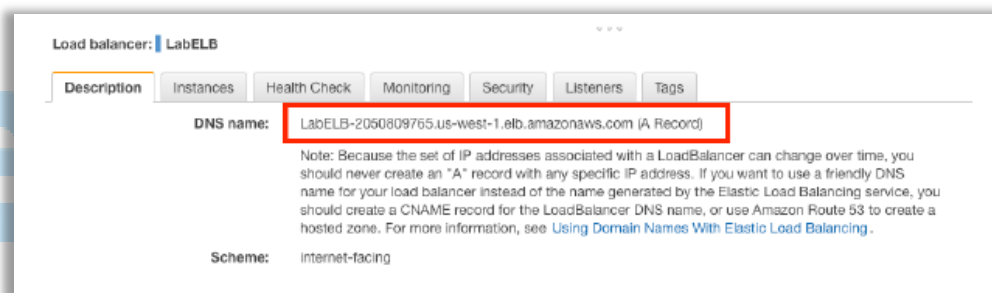 Load balancer: LabELB
Description Instances Health Check Monitoring Security Listeners Tags
DNS name: LabELB-2050809765.us-west-1.elb.amazonaws.com (A Record)
Note: Because the set of IP addresses associated with a LoadBalancer can change over time, you
should never create an "A" record with any specific IP address. If you want to use a friendly DNS
name for your load balancer instead of the name generated by the Elastic Load Balancing service, you
should create a CNAME record for the LoadBalancer DNS name, or use Amazon Route 53 to create a
hosted zone. For more information, see Using Domain Names With Elastic Load Balancing.
Scheme: internet-facing